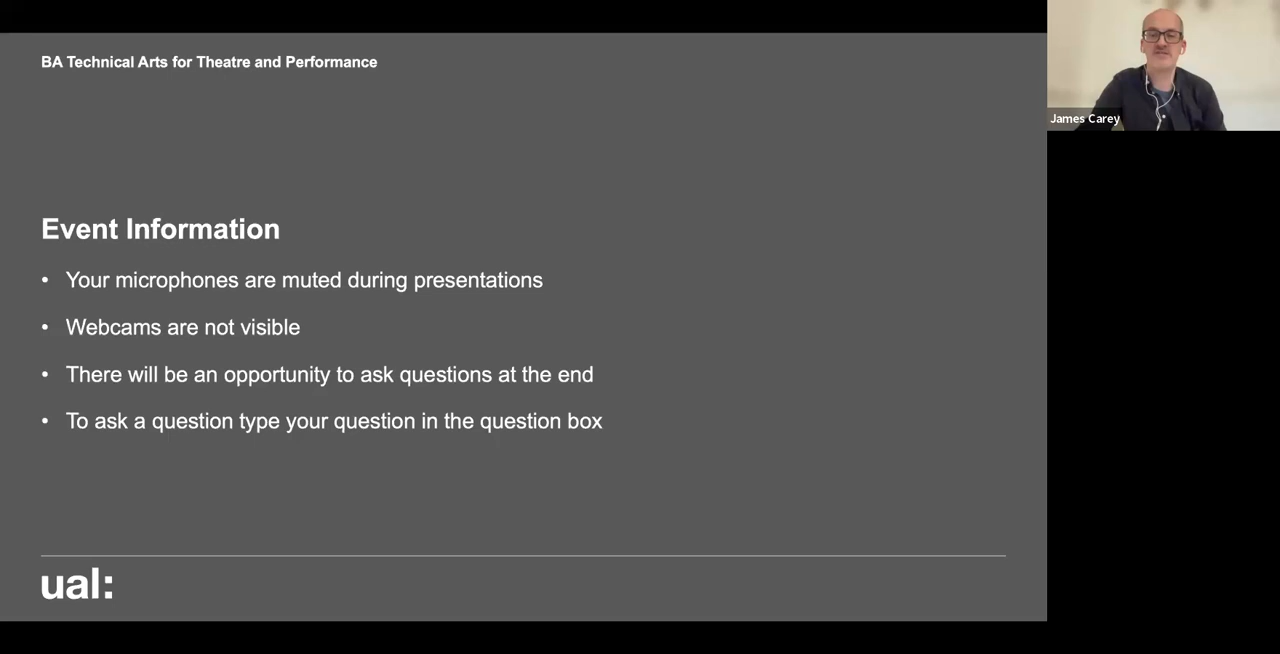 BA Technical Arts for Theatre and Performance
James Carey
Event Information
• Your microphones are muted during presentations
• Webcams are not visible
• There will be an opportunity to ask questions at the end
• To ask a question type your question in the question box
ual: